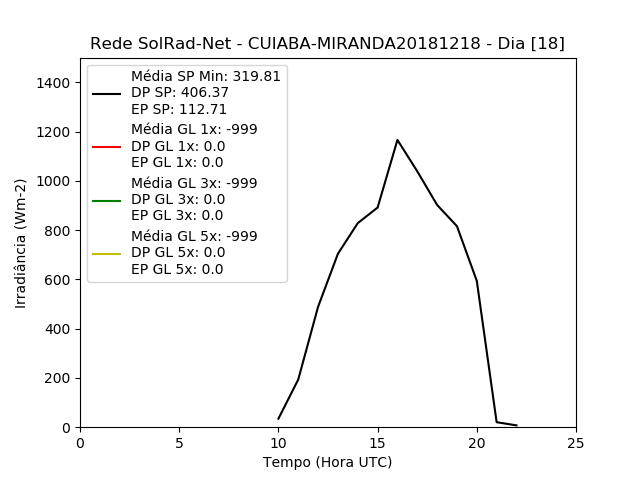 Rede SolRad-Net - CUIABA-MIRANDA20181218 - Dia [18]
Média SP Min: 319.81
DP SP: 406.37
EP SP: 112.71
Média GL 1x: -999
DP GL 1x: 0.0
EP GL 1x: 0.0
Média GL 3x: -999
DP GL 3x: 0.0
EP GL 3x: 0.0
Média GL 5x: -999
DP GL 5x: 0.0
EP GL 5x: 0.0
Irradiância (Wm-2)
1400
1200
1000
800
600
400
200
0
0 5 10 15 20 25
Tempo (Hora UTC)